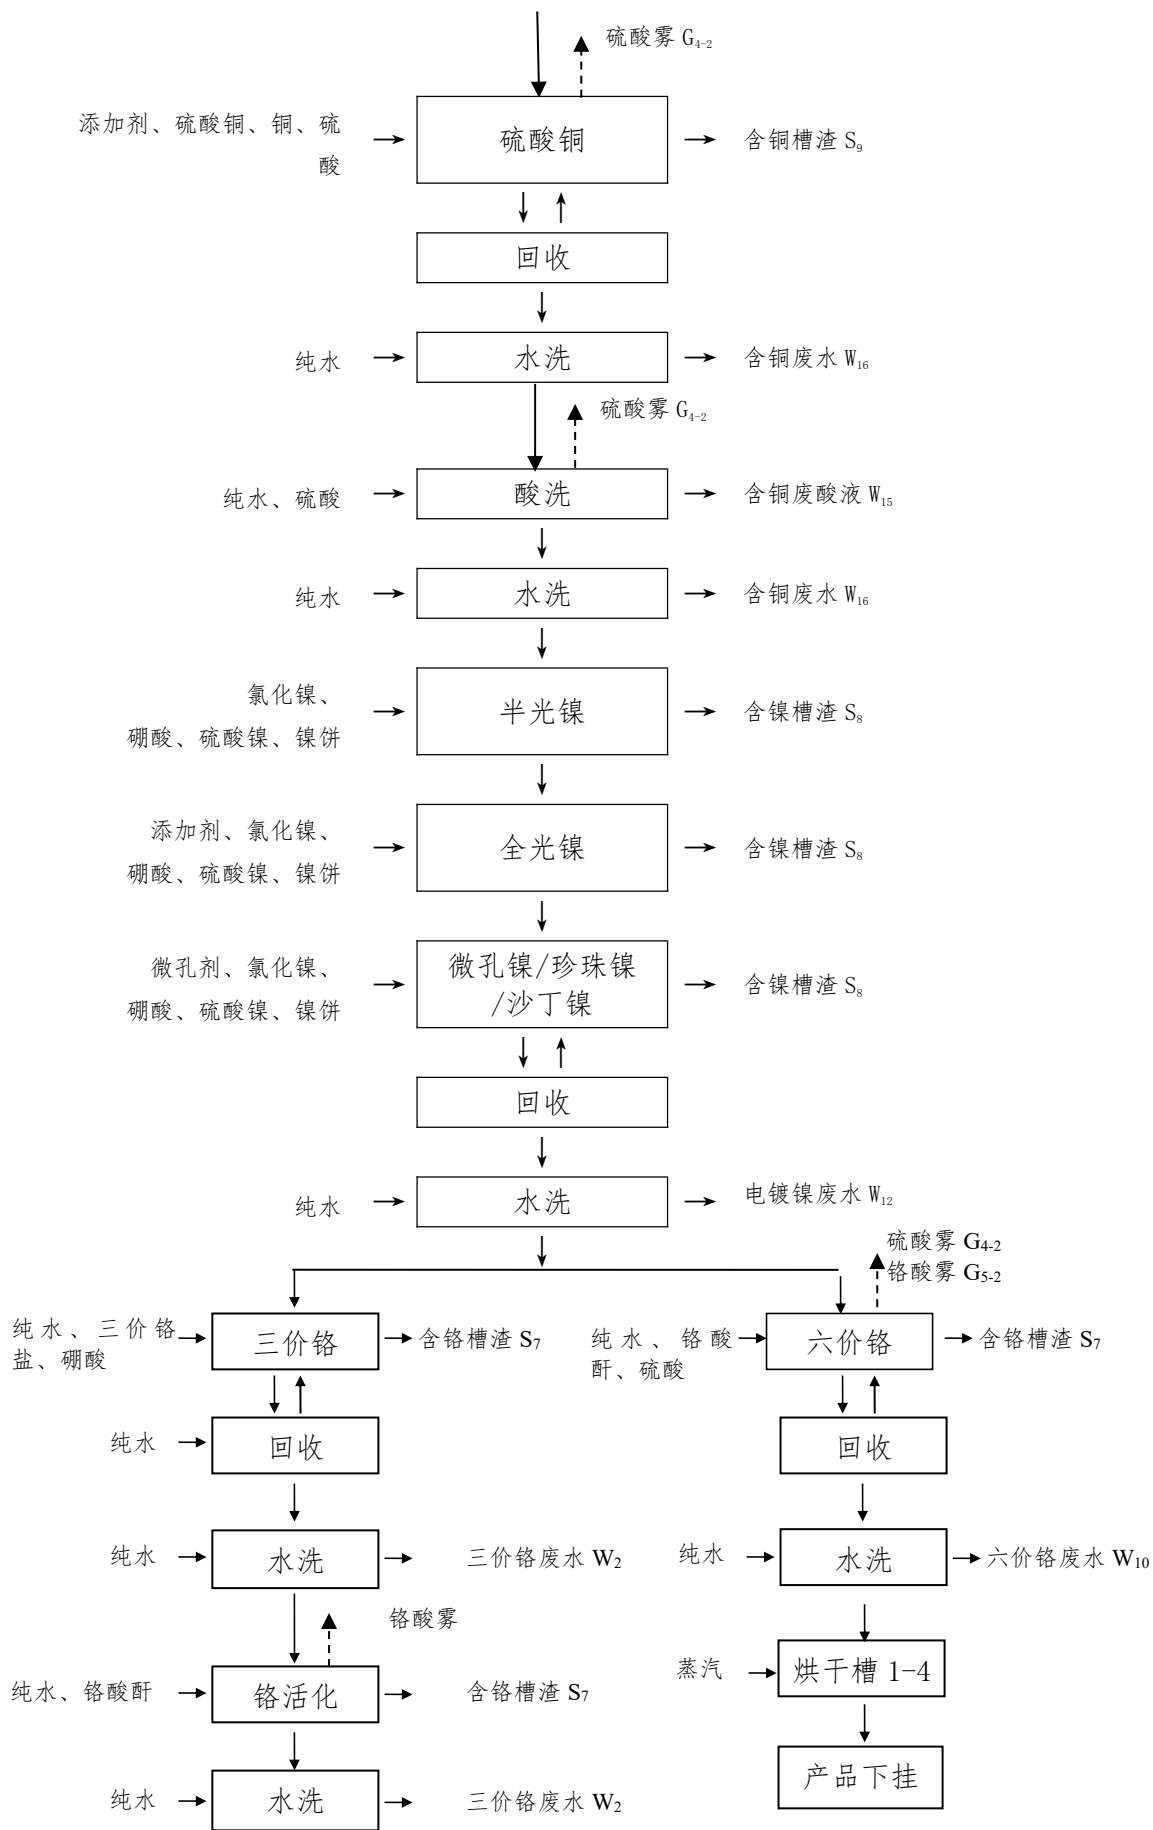 硫酸雾 G4-2
添加剂、硫酸铜、铜、硫
酸
硫酸铜
含铜槽渣 S9
回收
纯水
水洗
含铜废水 W16
硫酸雾 G4-2
纯水、硫酸
酸洗
含铜废酸液 W15
纯水
水洗
含铜废水 W16
氯化镍、
硼酸、硫酸镍、镍饼
半光镍
含镍槽渣 S8
添加剂、氯化镍、
硼酸、硫酸镍、镍饼
全光镍
含镍槽渣 S8
微孔剂、氯化镍、
硼酸、硫酸镍、镍饼
微孔镍/珍珠镍
/沙丁镍
含镍槽渣 S8
回收
纯水
水洗
电镀镍废水 W12
硫酸雾 G4-2
铬酸雾 G5-2
纯水、三价铬
盐、硼酸
三价铬
含铬槽渣 S7
纯水、铬酸
酐、硫酸
六价铬
含铬槽渣 S7
纯水
回收
回收
纯水
水洗
三价铬废水 W2
纯水
水洗
六价铬废水 W10
铬酸雾
纯水、铬酸酐
铬活化
含铬槽渣 S7
蒸汽
烘干槽 1-4
纯水
水洗
三价铬废水 W2
产品下挂